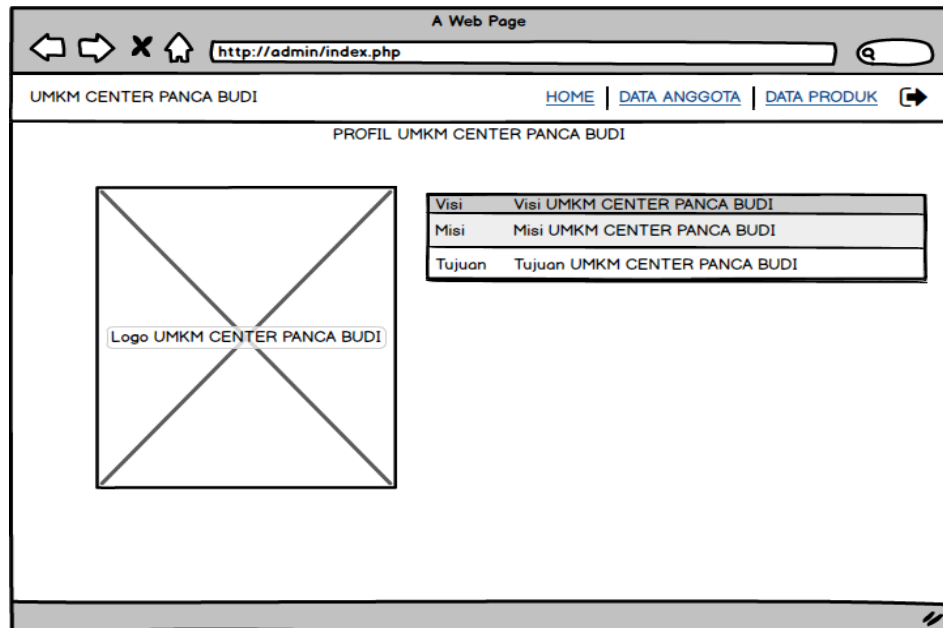 A Web Page
http://admin/index.php
UMKM CENTER PANCA BUDI
HOME DATA ANGGOTA DATA PRODUK
PROFIL UMKM CENTER PANCA BUDI
Visi Visi UMKM CENTER PANCA BUDI
Misi Misi UMKM CENTER PANCA BUDI
Tujuan Tujuan UMKM CENTER PANCA BUDI
Logo UMKM CENTER PANCA BUDI